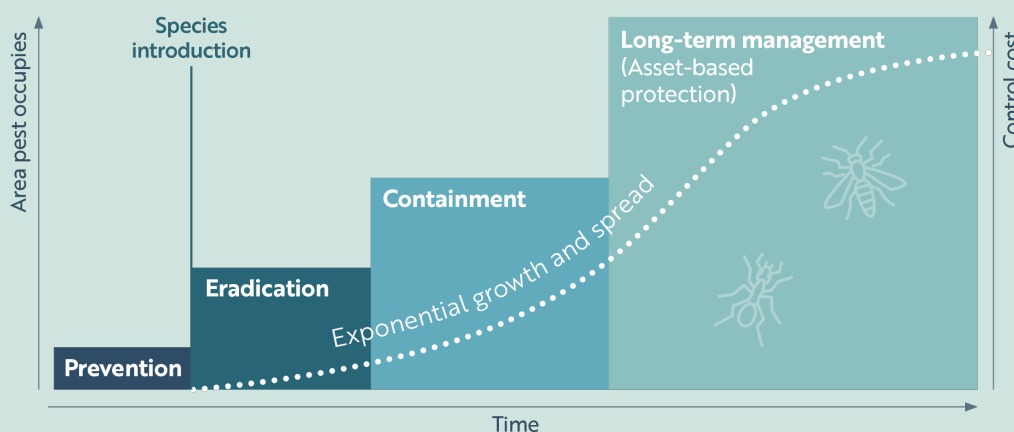 Species
introduction
Area pest occupies
Long-term management
(Asset-based
protection)
Control cost
Containment
Exponential growth and spread
Eradication
Prevention
Time